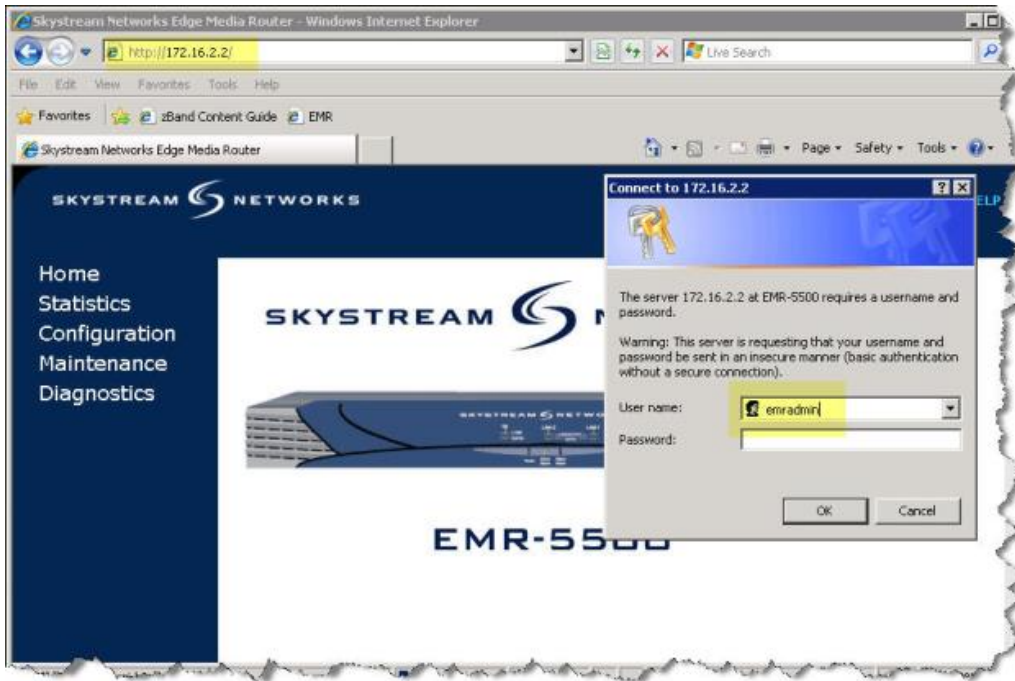 Skystream Networks Edge Media Router - Windows Internet Explorer
http://172.16.2.2/
Live Search
File Edit View Favorites Tools Help
Favorites zBand Content Guide EMR
Skystream Networks Edge Media Router
Page Safety Tools
SKYSTREAM NETWORKS
ELP
Home
Statistics
Configuration
Maintenance
Diagnostics
SKYSTREAM N
SKYSTREAM NETWO
EMR-5500
Connect to 172.16.2.2
The server 172.16.2.2 at EMR-5500 requires a username and
password.
Warning: This server is requesting that your username and
password be sent in an insecure manner (basic authentication
without a secure connection).
User name:
emradmin
Password:
OK Cancel